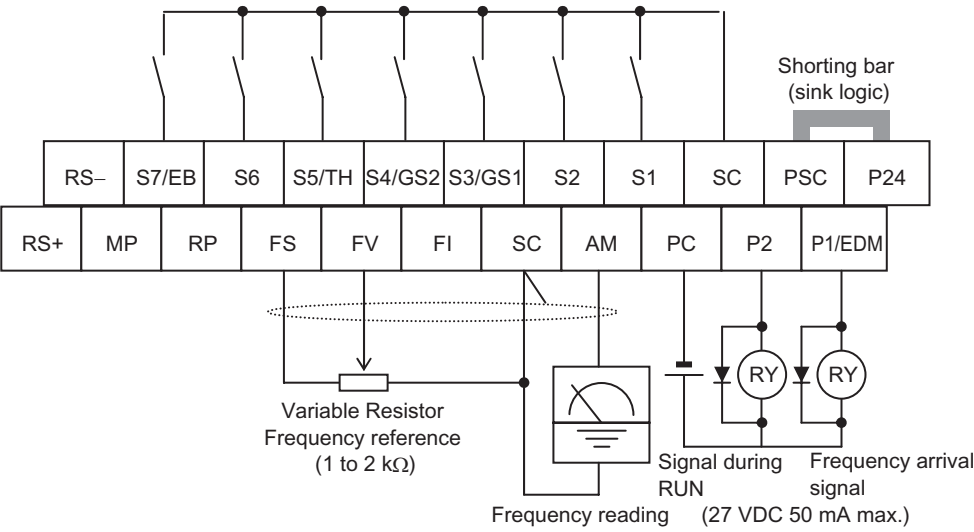 Shorting bar
(sink logic)
RS– S7/EB S6 S5/TH S4/GS2 S3/GS1 S2 S1 SC PSC P24
RS+ MP RP FS FV FI SC AM PC P2 P1/EDM
RY RY
Variable Resistor
Frequency reference
(1 to 2 kΩ)
Signal during
RUN
Frequency arrival
signal
Frequency reading
(27 VDC 50 mA max.)